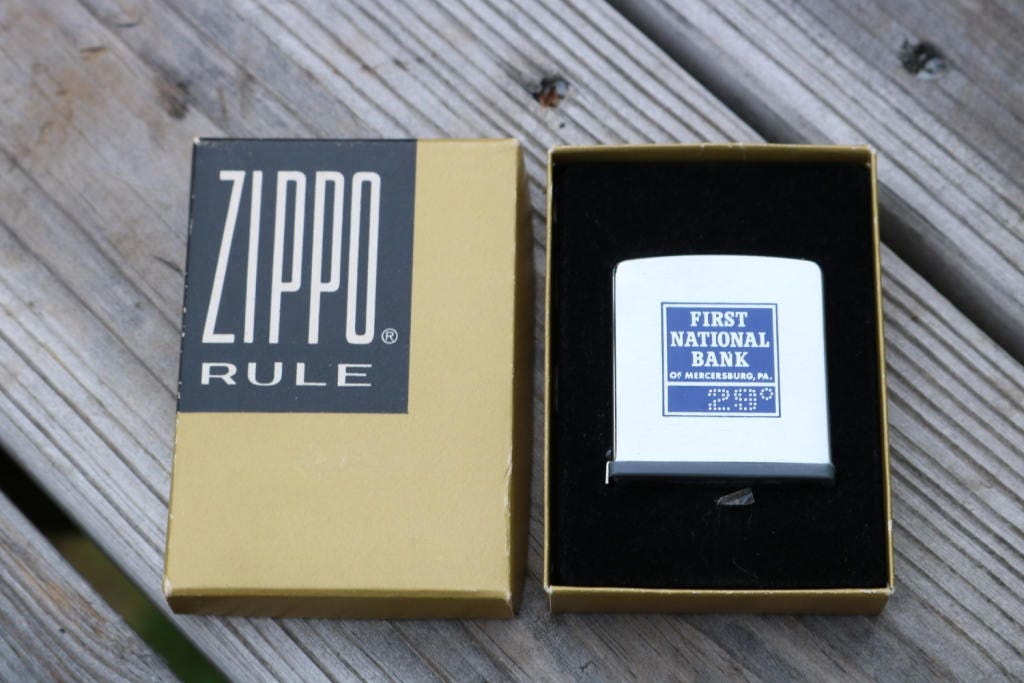 ZIPPO®
RULE
FIRST
NATIONAL
BANK
OF MERCERSBURG, PA.
29°